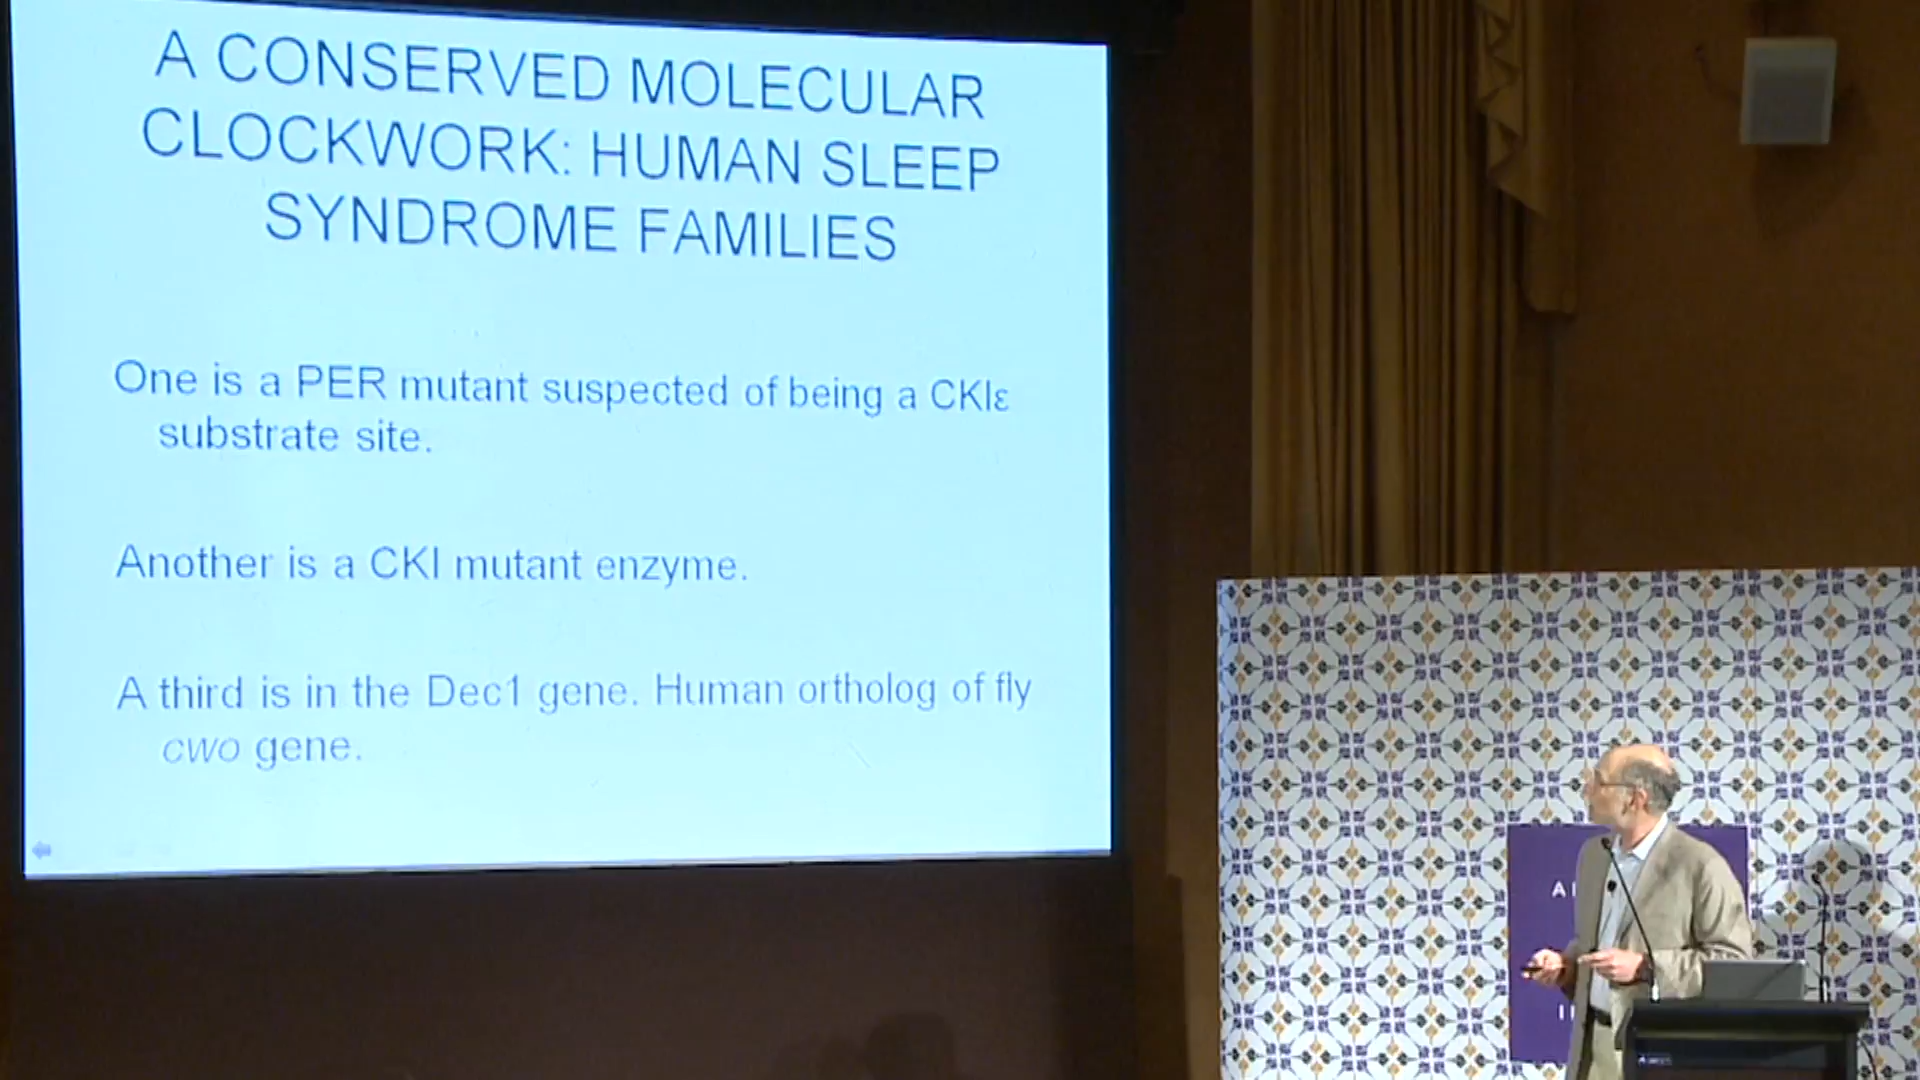 A CONSERVED MOLECULAR
CLOCKWORK: HUMAN SLEEP
SYNDROME FAMILIES
One is a PER mutant suspected of being a CKIε
substrate site.
Another is a CKI mutant enzyme.
A third is in the Dec1 gene. Human ortholog of fly
cwo gene.